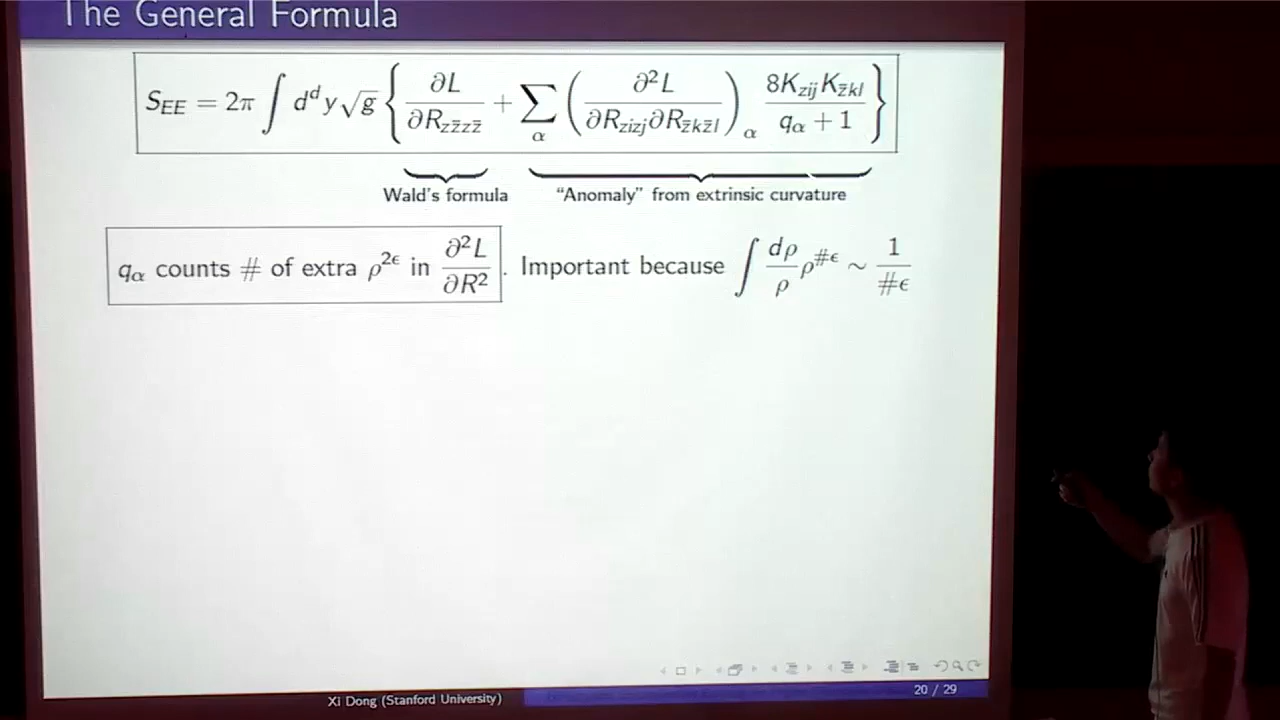 The General Formula
S_{EE} = 2π ∫ d^d y √g { ∂L/∂R_{zz̄zz̄} + ∑_α ( ∂²L/∂R_{zizj}∂R_{z̄kz̄l} )_α 8K_{zij}K_{z̄kl}/(q_α + 1) }
Wald's formula "Anomaly" from extrinsic curvature
q_α counts # of extra ρ^{2ϵ} in ∂²L/∂R². Important because ∫ dρ/ρ ρ^{#ϵ} ∼ 1/#ϵ
Xi Dong (Stanford University)
20 / 29